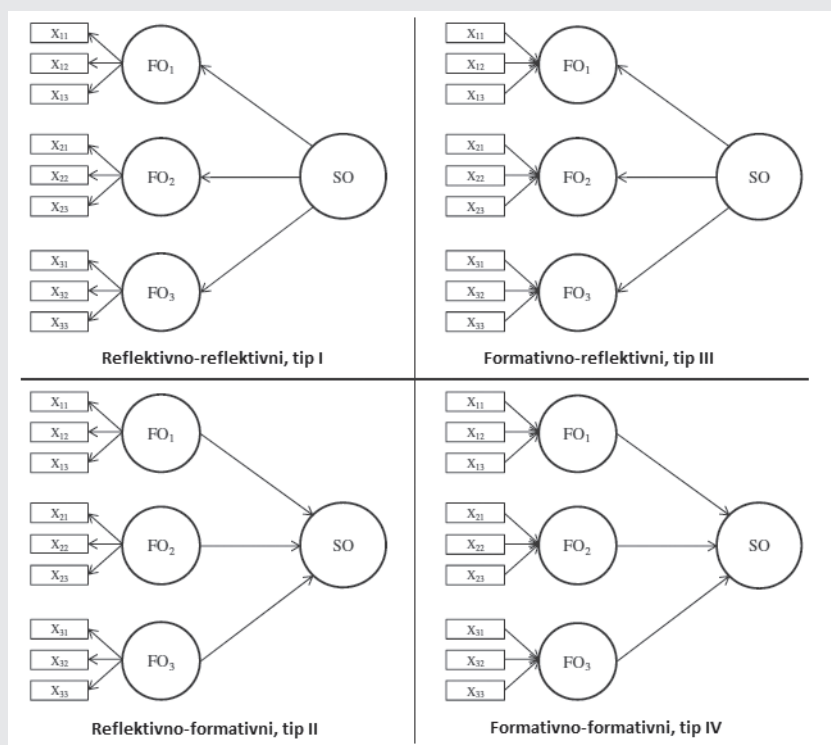 X₁₁
X₁₂
X₁₃
FO₁
X₂₁
X₂₂
X₂₃
FO₂
SO
X₃₁
X₃₂
X₃₃
FO₃
Reflektivno-reflektivni, tip I
X₁₁
X₁₂
X₁₃
FO₁
X₂₁
X₂₂
X₂₃
FO₂
SO
X₃₁
X₃₂
X₃₃
FO₃
Formativno-reflektivni, tip III
X₁₁
X₁₂
X₁₃
FO₁
X₂₁
X₂₂
X₂₃
FO₂
SO
X₃₁
X₃₂
X₃₃
FO₃
Reflektivno-formativni, tip II
X₁₁
X₁₂
X₁₃
FO₁
X₂₁
X₂₂
X₂₃
FO₂
SO
X₃₁
X₃₂
X₃₃
FO₃
Formativno-formativni, tip IV